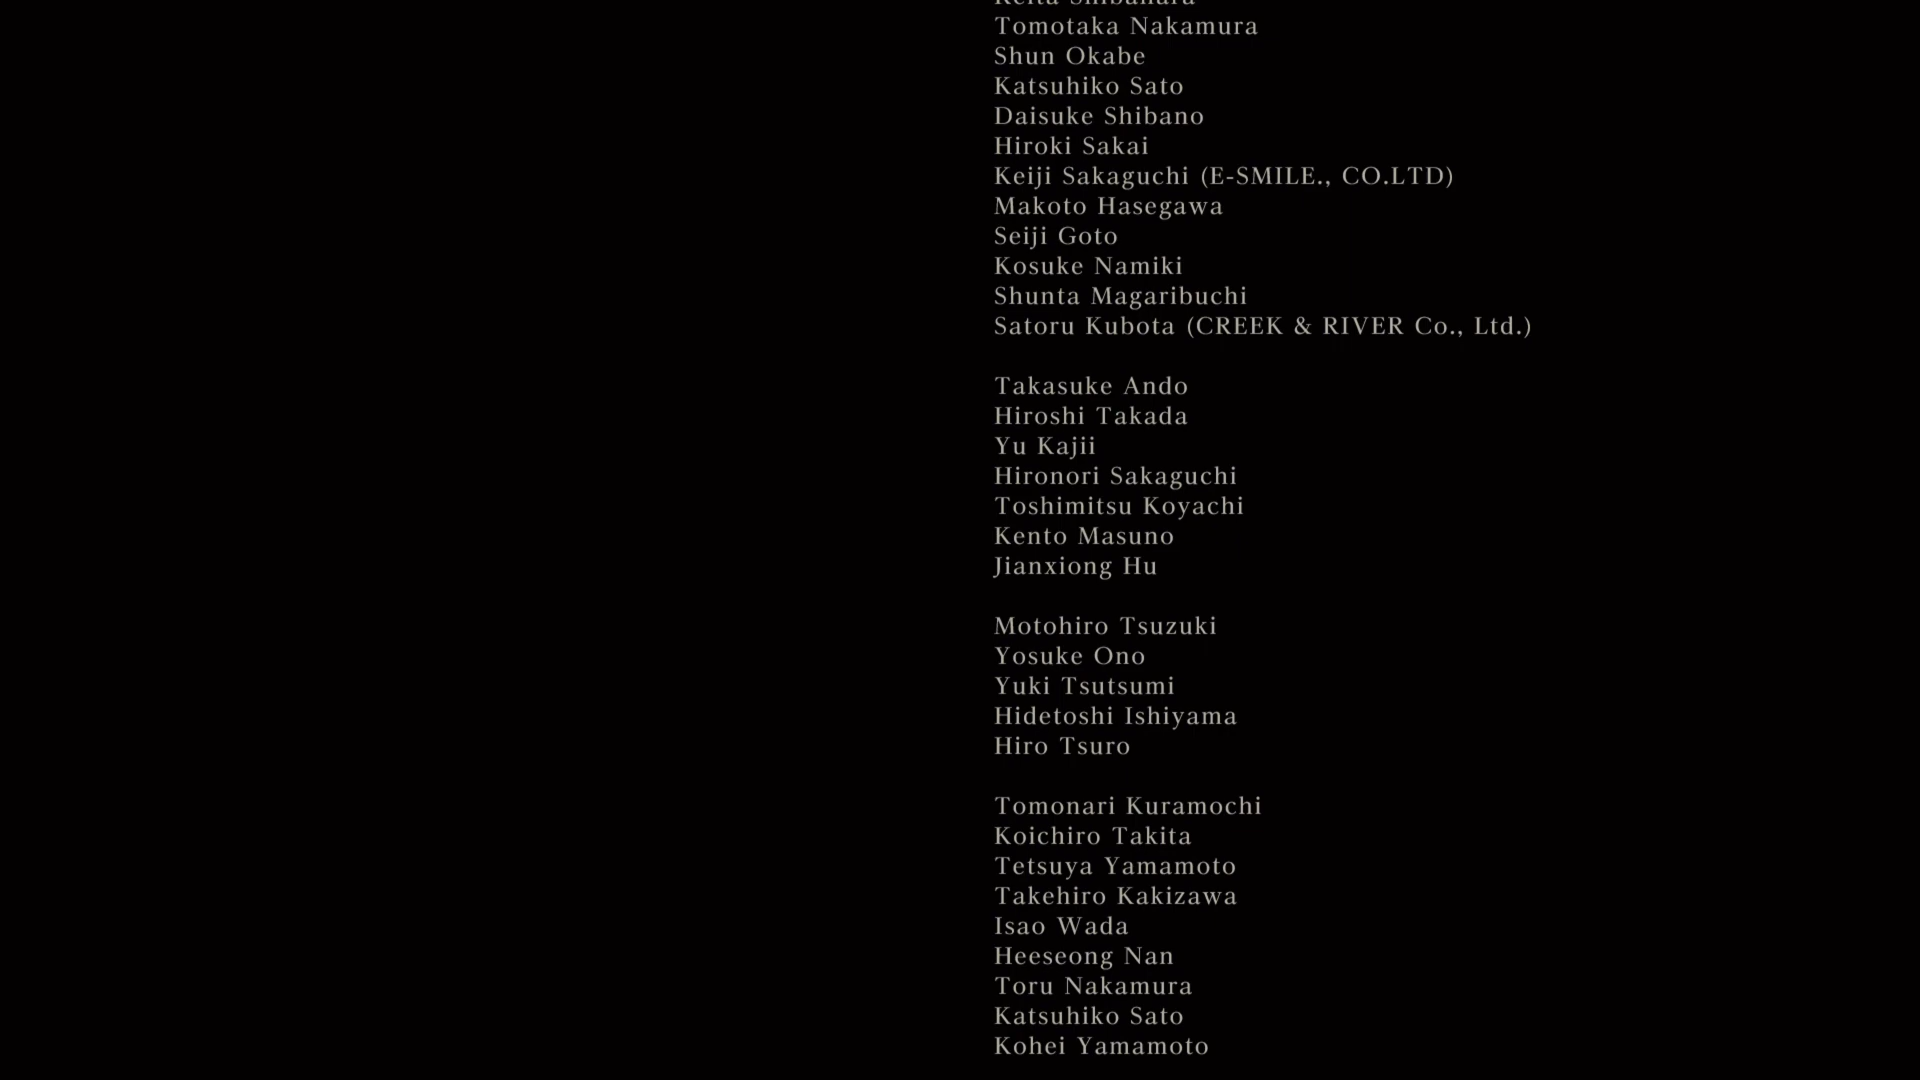 Keita Shibahara
Tomotaka Nakamura
Shun Okabe
Katsuhiko Sato
Daisuke Shibano
Hiroki Sakai
Keiji Sakaguchi (E-SMILE., CO.LTD)
Makoto Hasegawa
Seiji Goto
Kosuke Namiki
Shunta Magaribuchi
Satoru Kubota (CREEK & RIVER Co., Ltd.)
Takasuke Ando
Hiroshi Takada
Yu Kajii
Hironori Sakaguchi
Toshimitsu Koyachi
Kento Masuno
Jianxiong Hu
Motohiro Tsuzuki
Yosuke Ono
Yuki Tsutsumi
Hidetoshi Ishiyama
Hiro Tsuro
Tomonari Kuramochi
Koichiro Takita
Tetsuya Yamamoto
Takehiro Kakizawa
Isao Wada
Heeseong Nan
Toru Nakamura
Katsuhiko Sato
Kohei Yamamoto